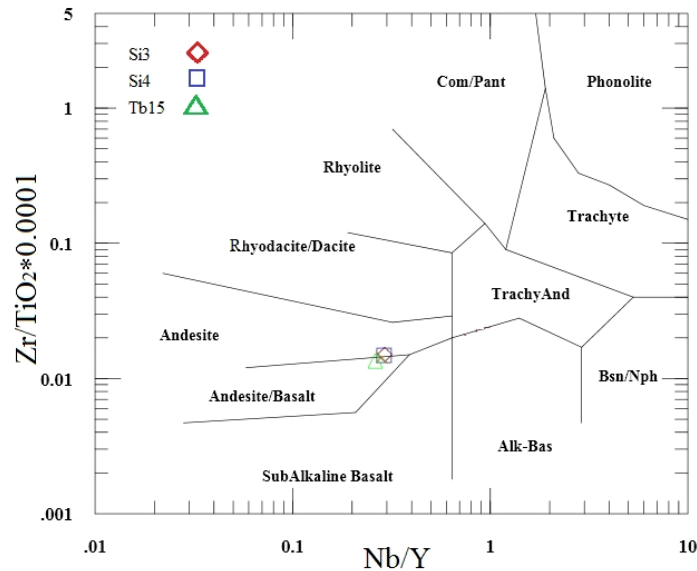 5
Si3
Si4
Tb15
Com/Pant
Phonolite
1
Rhyolite
Trachyte
Rhyodacite/Dacite
0.1
TrachyAnd
Andesite
0.01
Andesite/Basalt
Bsn/Nph
Alk-Bas
SubAlkaline Basalt
.001
.01
0.1
1
10
Nb/Y
Zr/TiO₂*0.0001